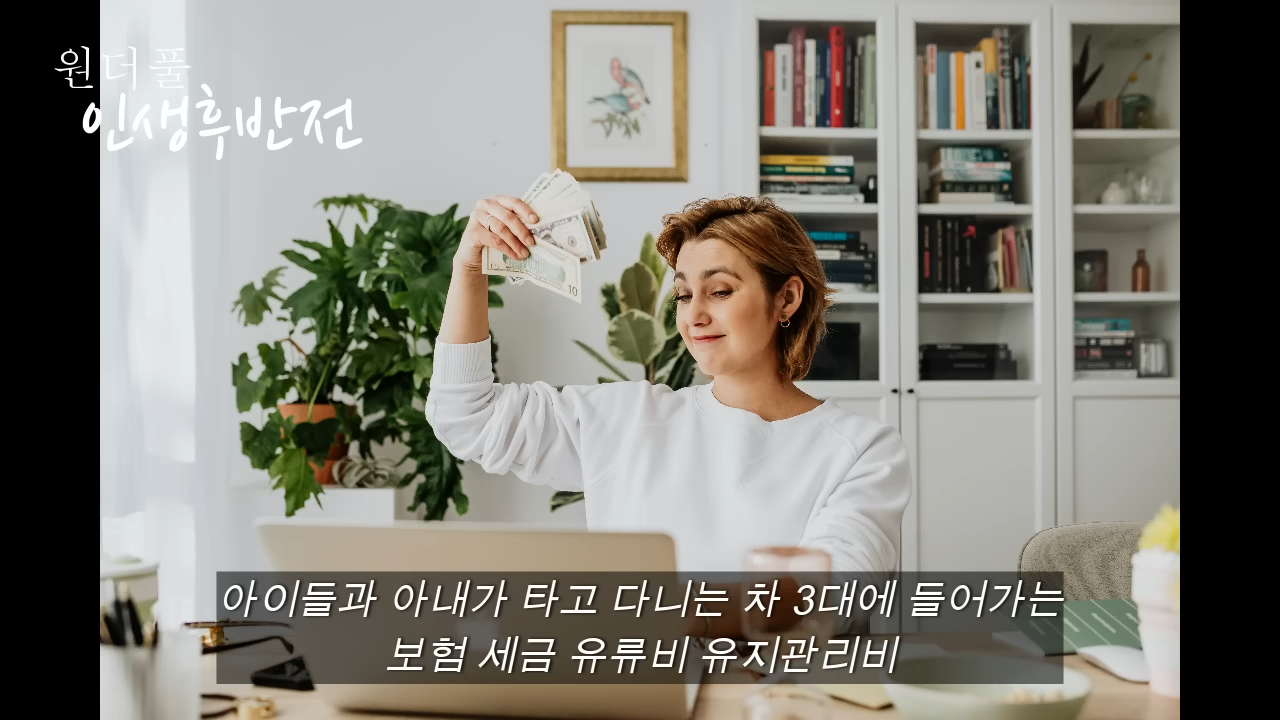 원더풀
인생후반전
10
아이들과 아내가 타고 다니는 차 3대에 들어가는
보험 세금 유류비 유지관리비